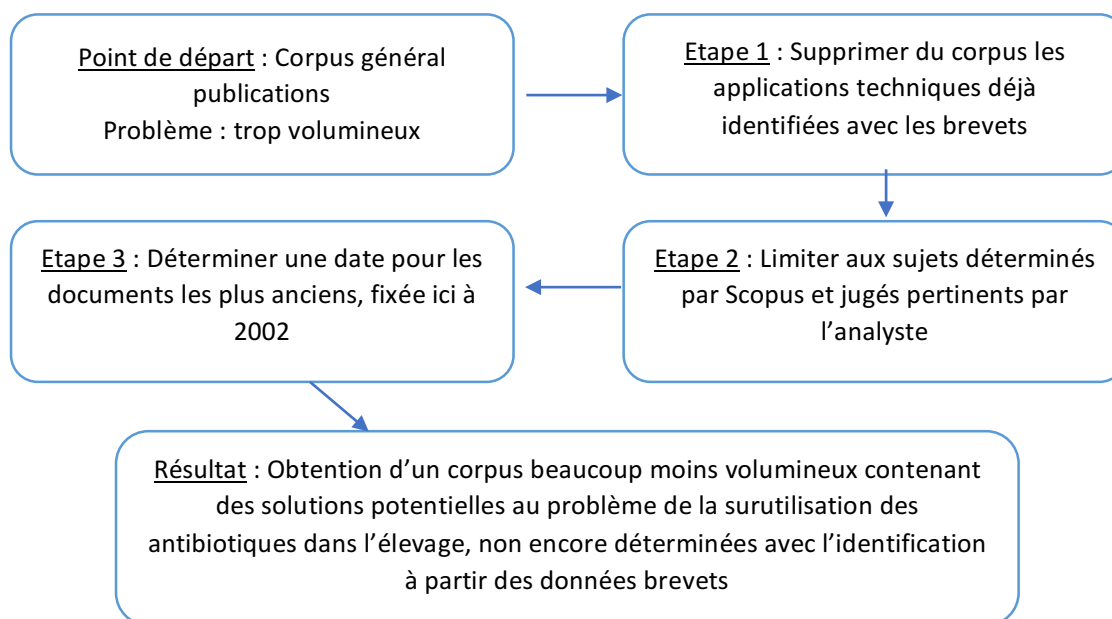 Point de départ : Corpus général
publications
Problème : trop volumineux
Etape 1 : Supprimer du corpus les
applications techniques déjà
identifiées avec les brevets
Etape 2 : Limiter aux sujets déterminés
par Scopus et jugés pertinents par
l’analyste
Etape 3 : Déterminer une date pour les
documents les plus anciens, fixée ici à
2002
Résultat : Obtention d’un corpus beaucoup moins volumineux contenant
des solutions potentielles au problème de la surutilisation des
antibiotiques dans l’élevage, non encore déterminées avec l’identification
à partir des données brevets